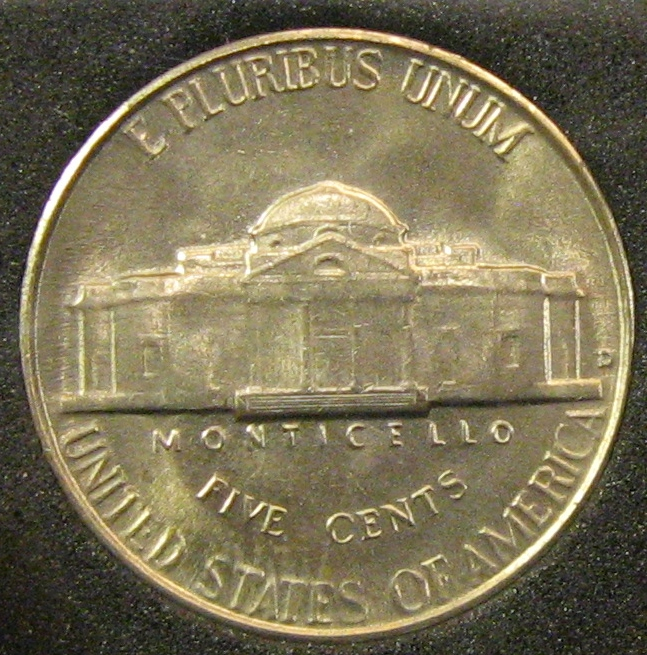 E PLURIBUS UNUM
D
MONTICELLO
FIVE CENTS
UNITED STATES OF AMERICA